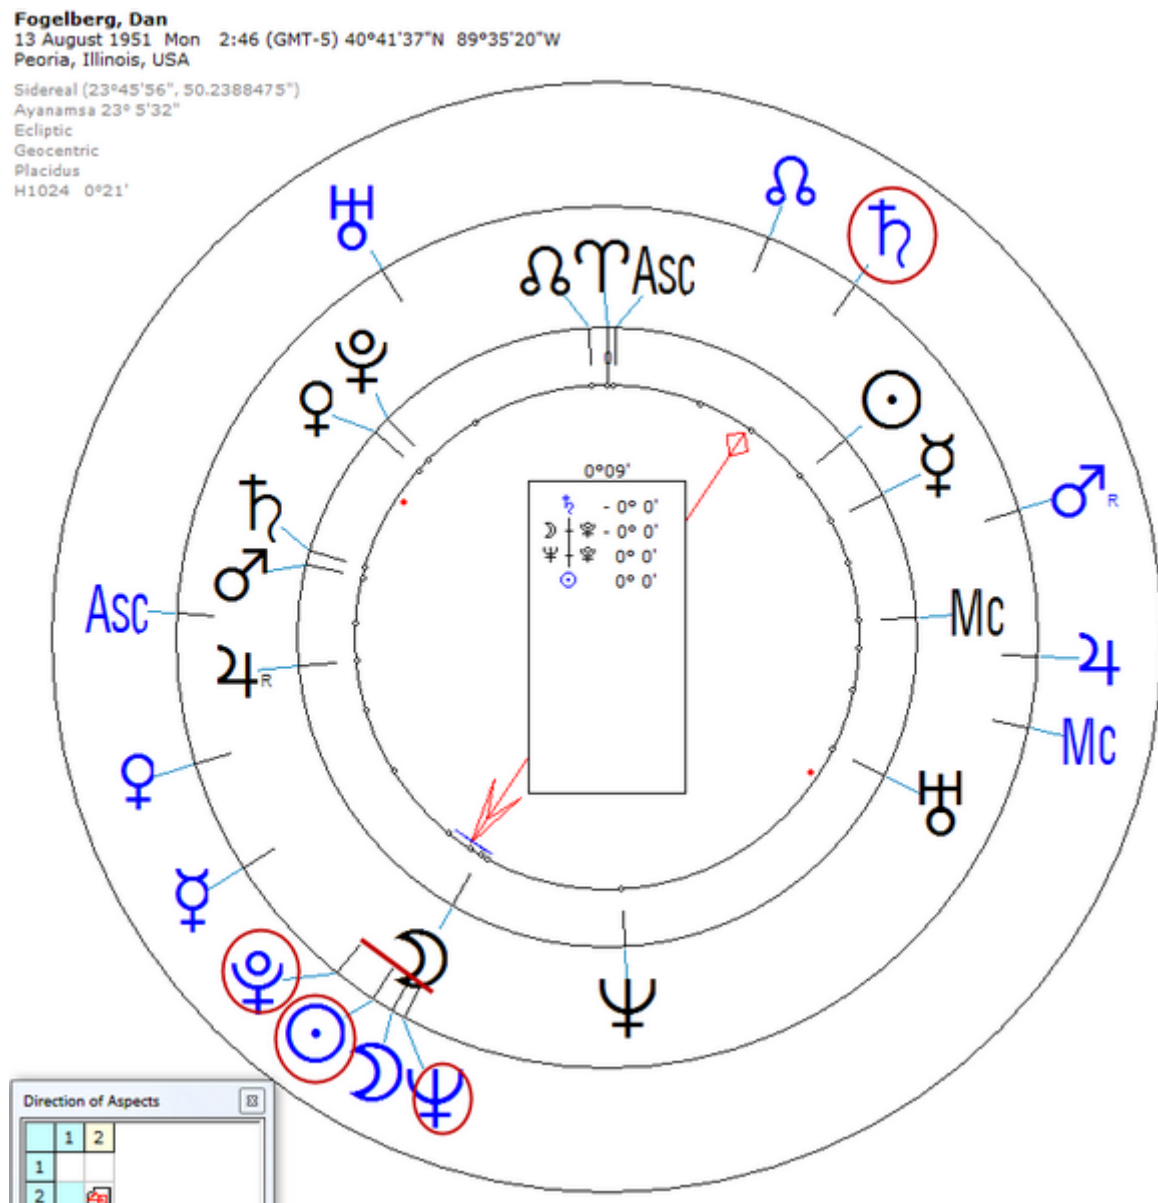 Fogelberg, Dan
13 August 1951 Mon 2:46 (GMT-5) 40°41'37"N 89°35'20"W
Peoria, Illinois, USA
Sidereal (23°45'56", 50.2388475")
Ayanamsa 23° 5'32"
Ecliptic
Geocentric
Placidus
H1024 0°21'
♅
☊
♄
☊ ♈ Asc
♇
☉
♀
☿
♄
♂R
0°09'
♄ - 0° 0'
☽ ♇ - 0° 0'
♆ ♇ 0° 0'
☉ 0° 0'
♂
Asc
Mc
♃R
♃
Mc
♀
♅
☿
☽
♇
♆
☉
☽
♆
Direction of Aspects
1 2
1
2